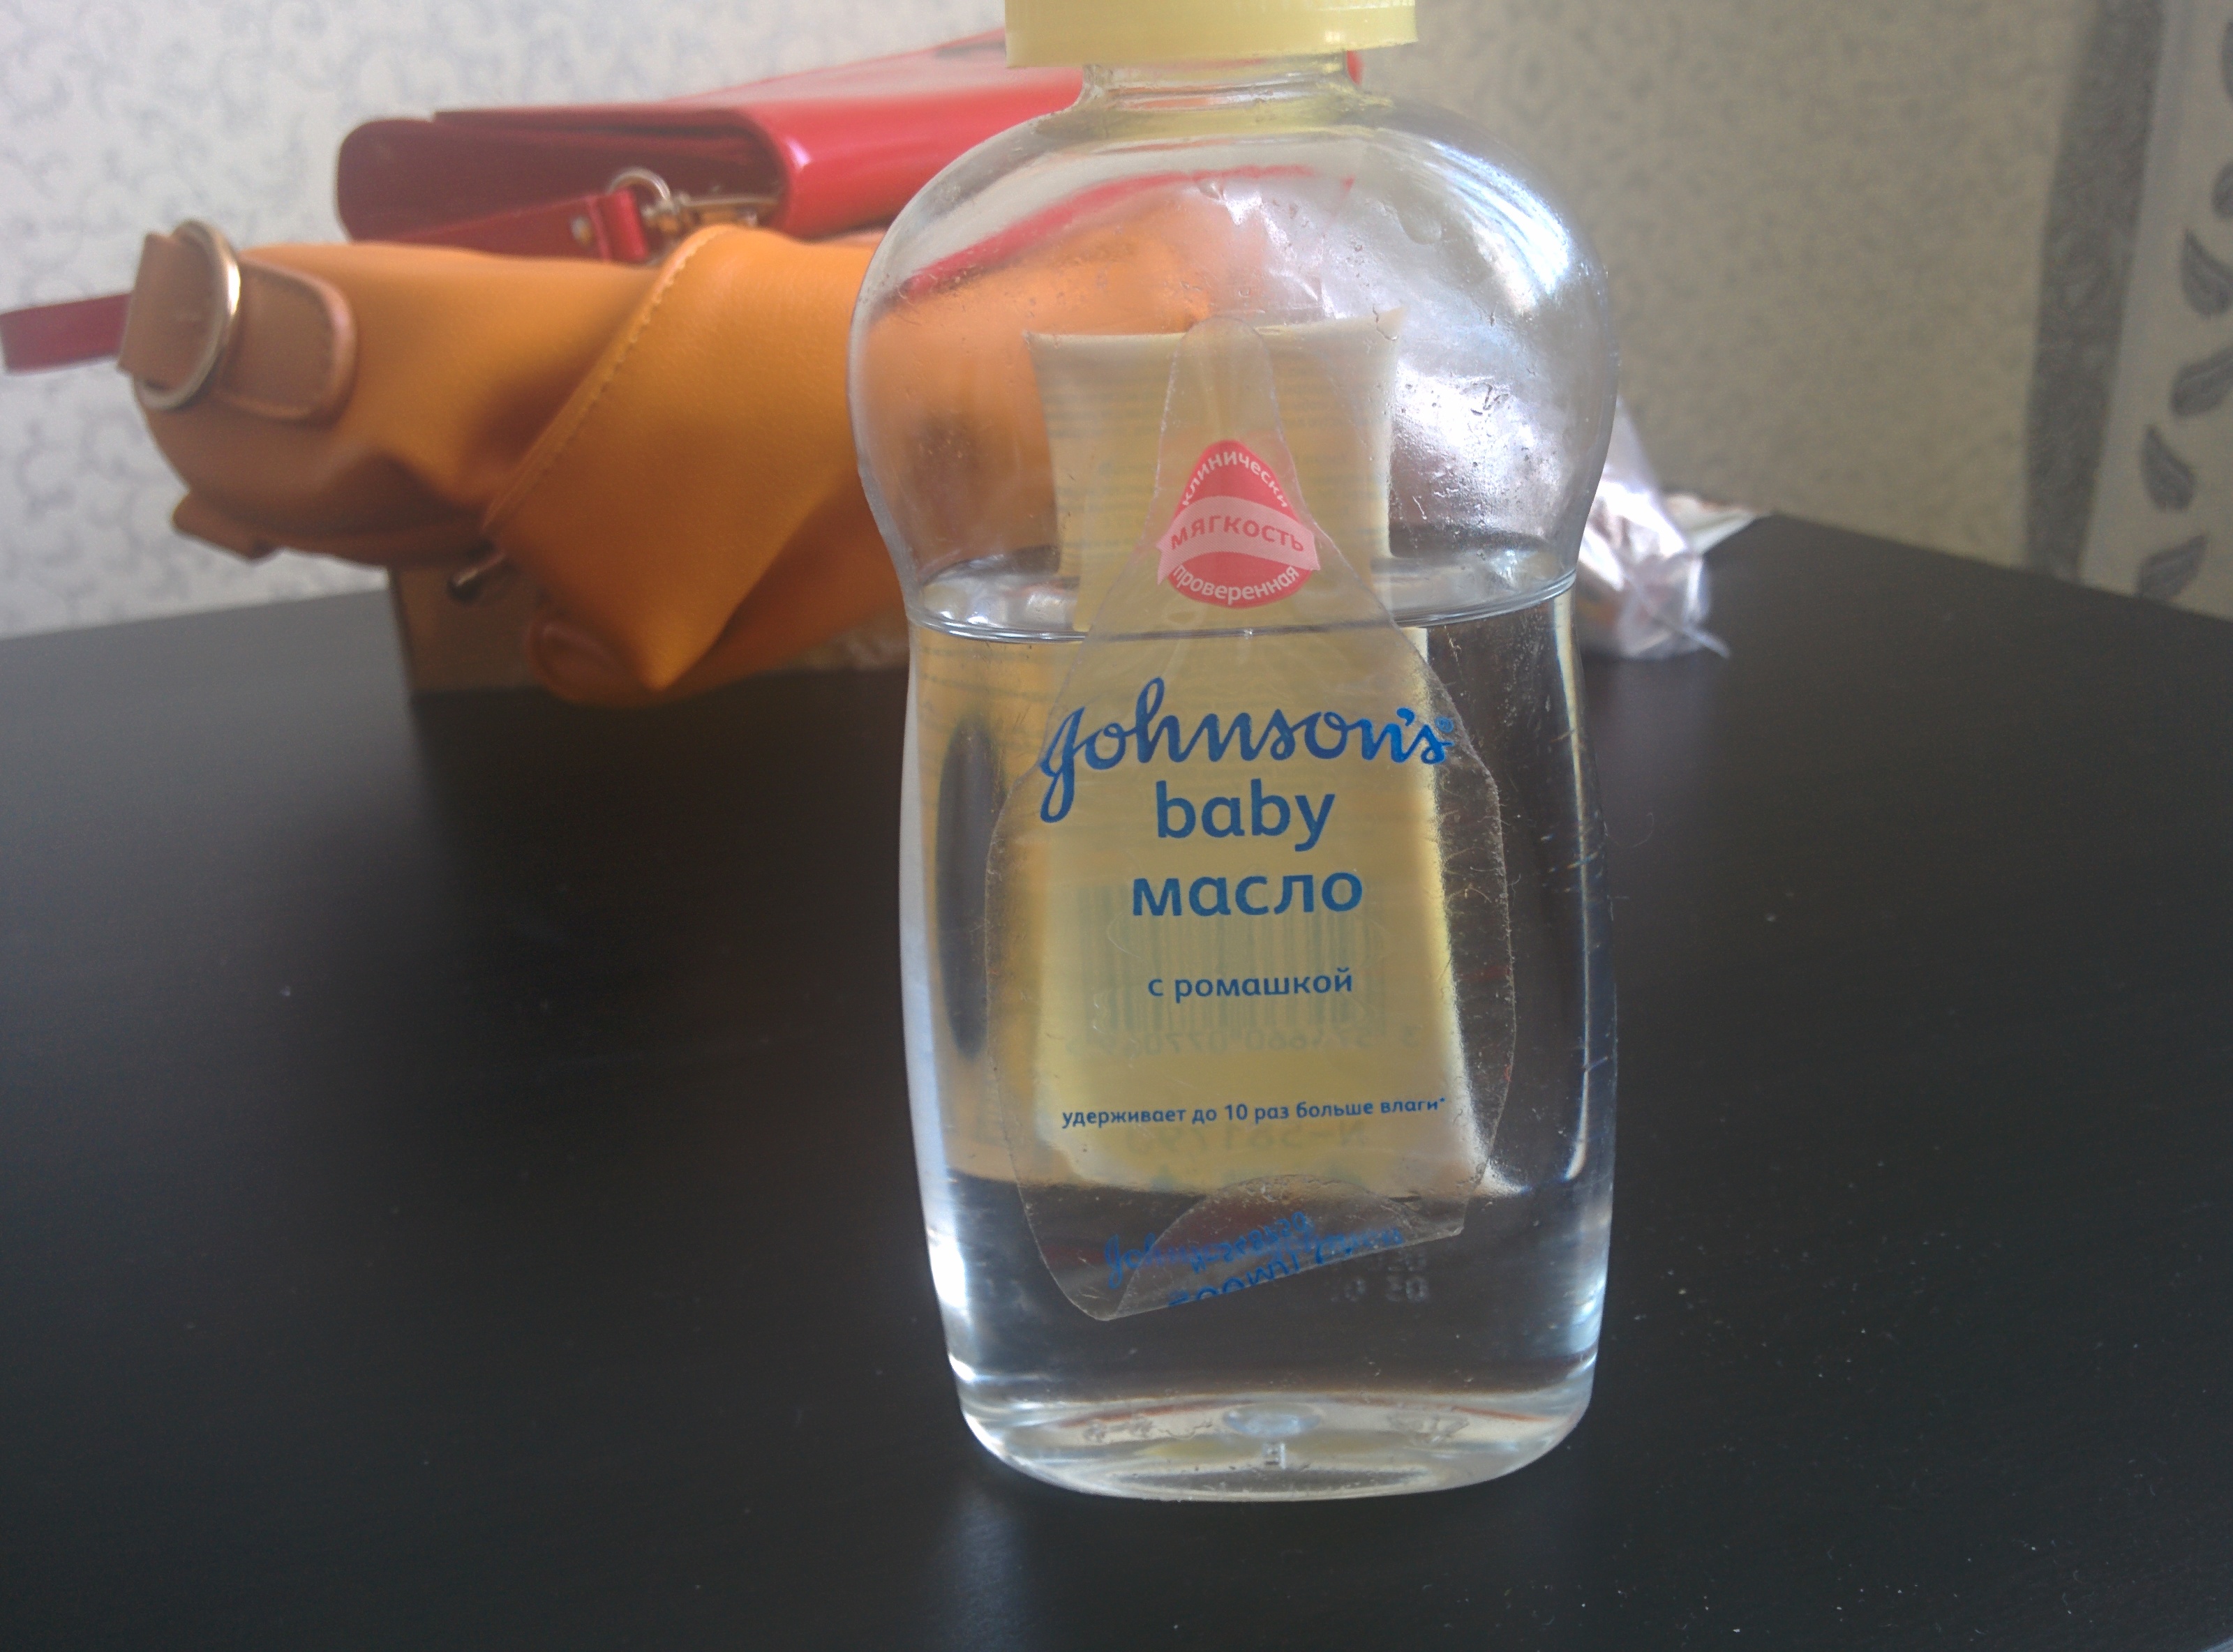 клинически
мягкость
проверенная
Johnson's®
baby
масло
с ромашкой
удерживает до 10 раз больше влаги*